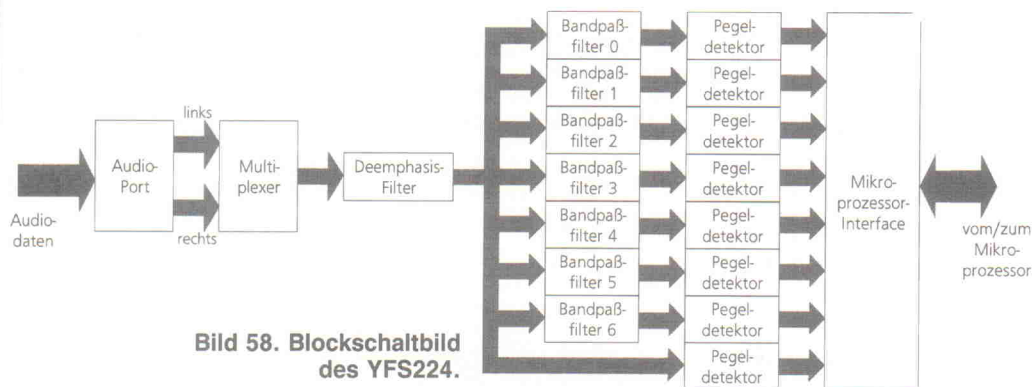 Audio-
daten
Audio-
Port
links
rechts
Multi-
plexer
Deemphasis-
Filter
Bandpaß-
filter 0
Pegel-
detektor
Bandpaß-
filter 1
Pegel-
detektor
Bandpaß-
filter 2
Pegel-
detektor
Bandpaß-
filter 3
Pegel-
detektor
Bandpaß-
filter 4
Pegel-
detektor
Bandpaß-
filter 5
Pegel-
detektor
Bandpaß-
filter 6
Pegel-
detektor
Pegel-
detektor
Mikro-
prozessor-
Interface
vom/zum
Mikro-
prozessor
Bild 58. Blockschaltbild
des YFS224.